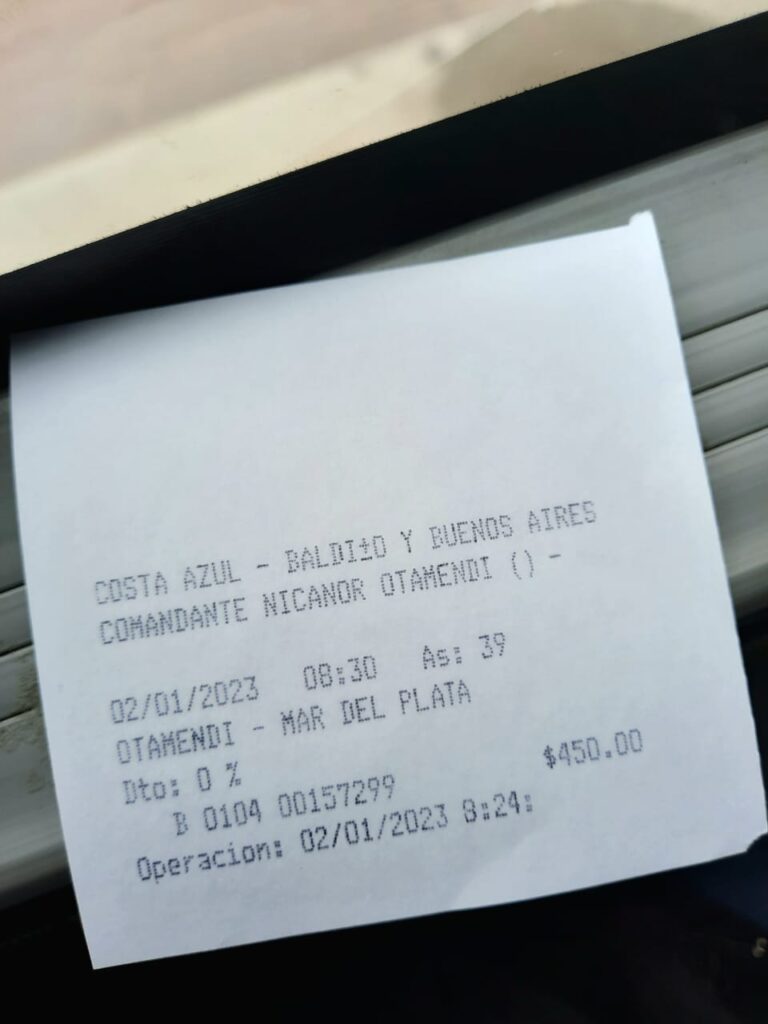 COSTA AZUL - BALDI±O Y BUENOS AIRES
COMANDANTE NICANOR OTAMENDI () -
02/01/2023 08:30 As: 39
OTAMENDI - MAR DEL PLATA
Dto: 0 % $450.00
B 0104 00157299
Operacion: 02/01/2023 8:24: